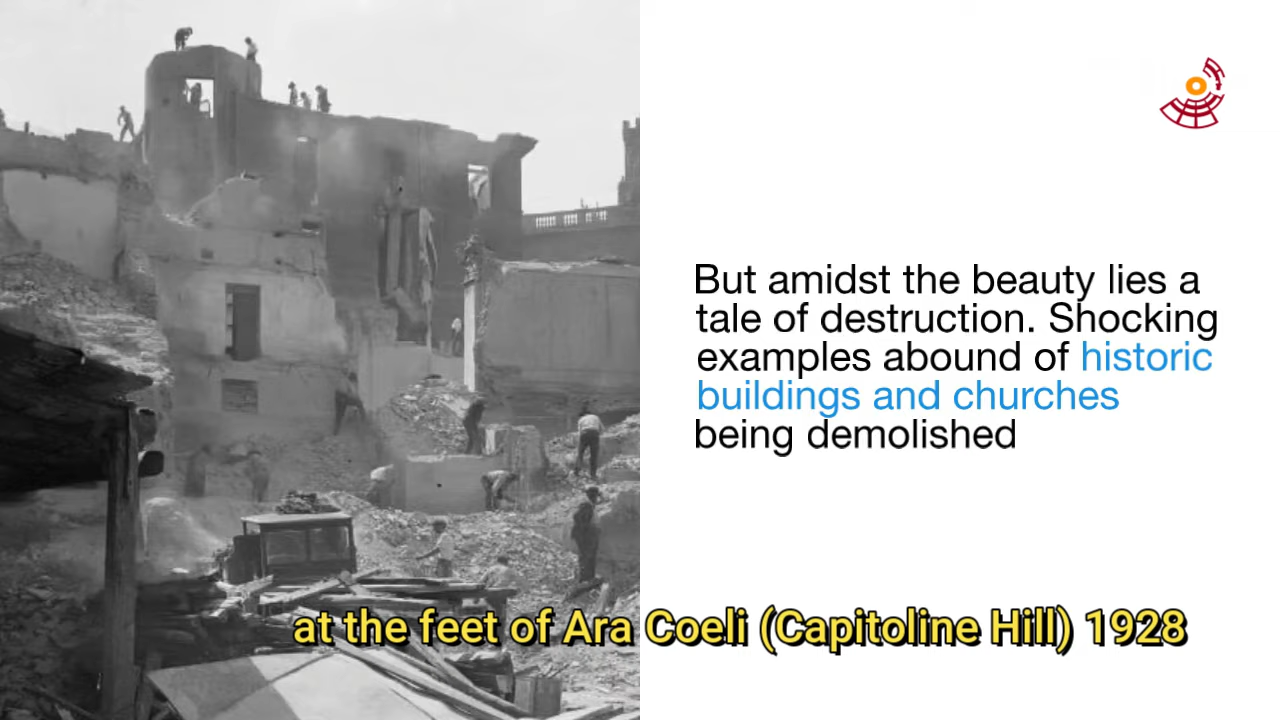 But amidst the beauty lies a
tale of destruction. Shocking
examples abound of historic
buildings and churches
being demolished
at the feet of Ara Coeli (Capitoline Hill) 1928